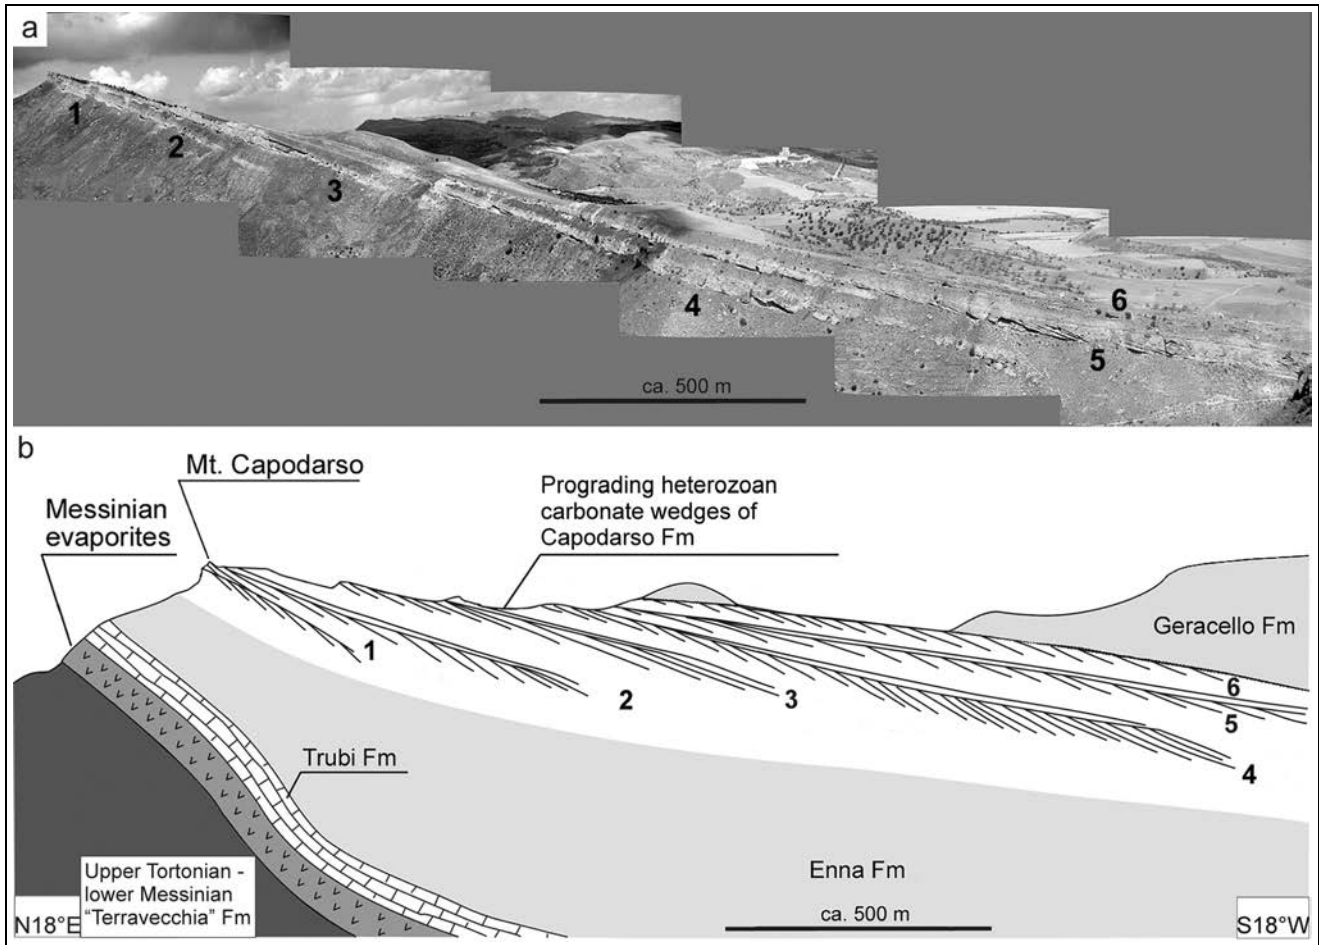 a
1
2
3
4
5
6
ca. 500 m
b
Mt. Capodarso
Messinian
evaporites
Prograding heterozoan
carbonate wedges of
Capodarso Fm
Geracello Fm
1
2
3
4
5
6
Trubi Fm
Enna Fm
Upper Tortonian -
lower Messinian
"Terravecchia" Fm
N18°E
ca. 500 m
S18°W